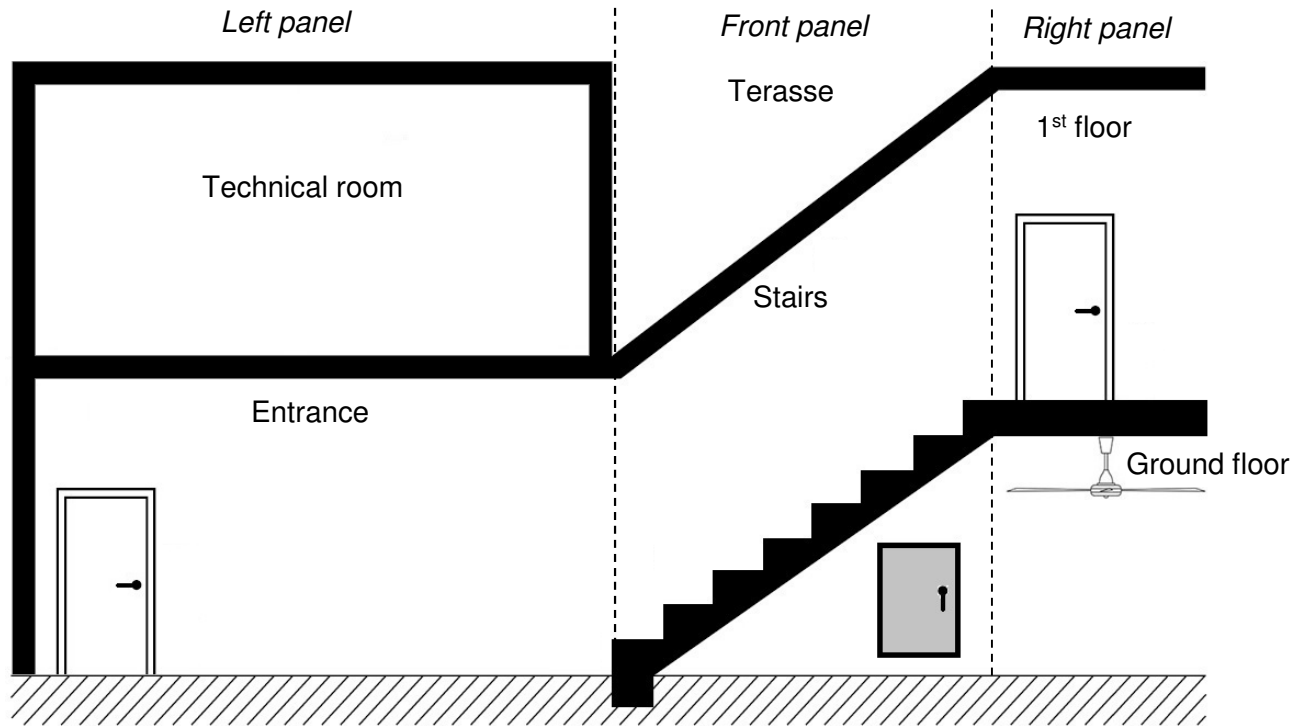 Left panel
Front panel
Right panel
Terasse
1st floor
Technical room
Stairs
Entrance
Ground floor